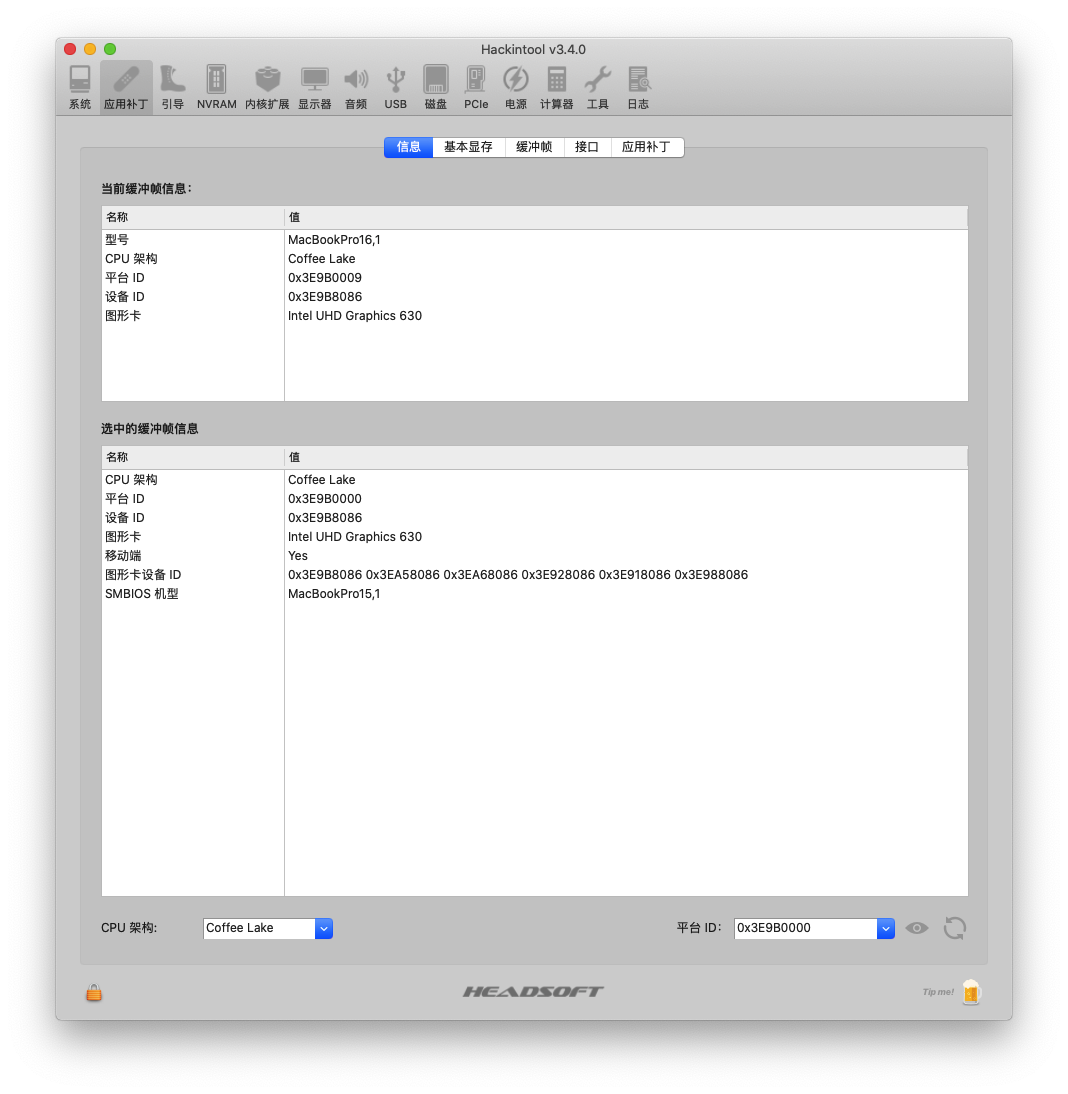 Hackintool v3.4.0
系统 应用补丁 引导 NVRAM 内核扩展 显示器 音频 USB 磁盘 PCIe 电源 计算器 工具 日志
信息 基本显存 缓冲帧 接口 应用补丁
当前缓冲帧信息：
名称 值
型号 MacBookPro16,1
CPU 架构 Coffee Lake
平台 ID 0x3E9B0009
设备 ID 0x3E9B8086
图形卡 Intel UHD Graphics 630
选中的缓冲帧信息
名称 值
CPU 架构 Coffee Lake
平台 ID 0x3E9B0000
设备 ID 0x3E9B8086
图形卡 Intel UHD Graphics 630
移动端 Yes
图形卡设备 ID 0x3E9B8086 0x3EA58086 0x3EA68086 0x3E928086 0x3E918086 0x3E988086
SMBIOS 机型 MacBookPro15,1
CPU 架构: Coffee Lake 平台 ID： 0x3E9B0000
HEADSOFT Tip me!